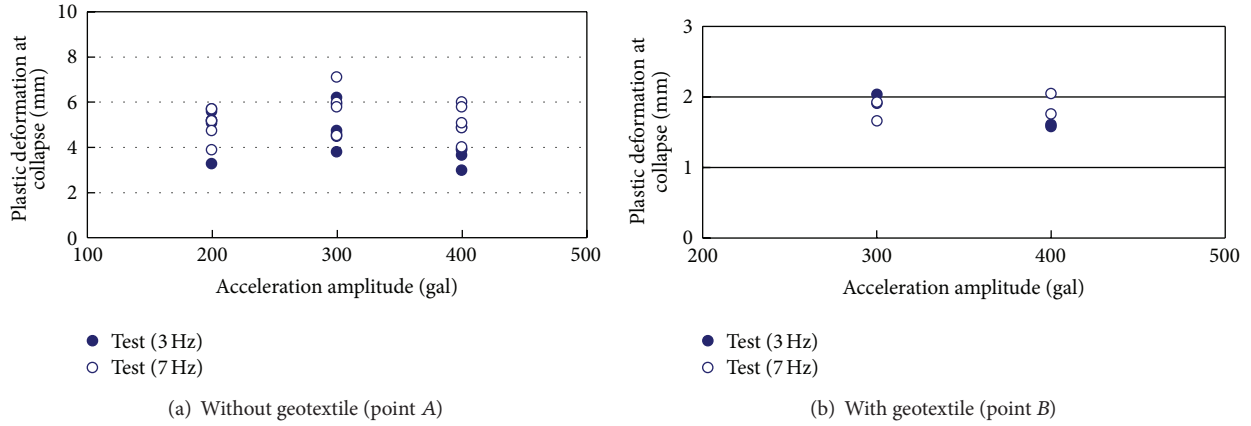 Plastic deformation at
collapse (mm)
10
8
6
4
2
0
100
200
300
400
500
Acceleration amplitude (gal)
Test (3 Hz)
Test (7 Hz)
(a) Without geotextile (point A)
Plastic deformation at
collapse (mm)
3
2
1
0
200
300
400
500
Acceleration amplitude (gal)
Test (3 Hz)
Test (7 Hz)
(b) With geotextile (point B)